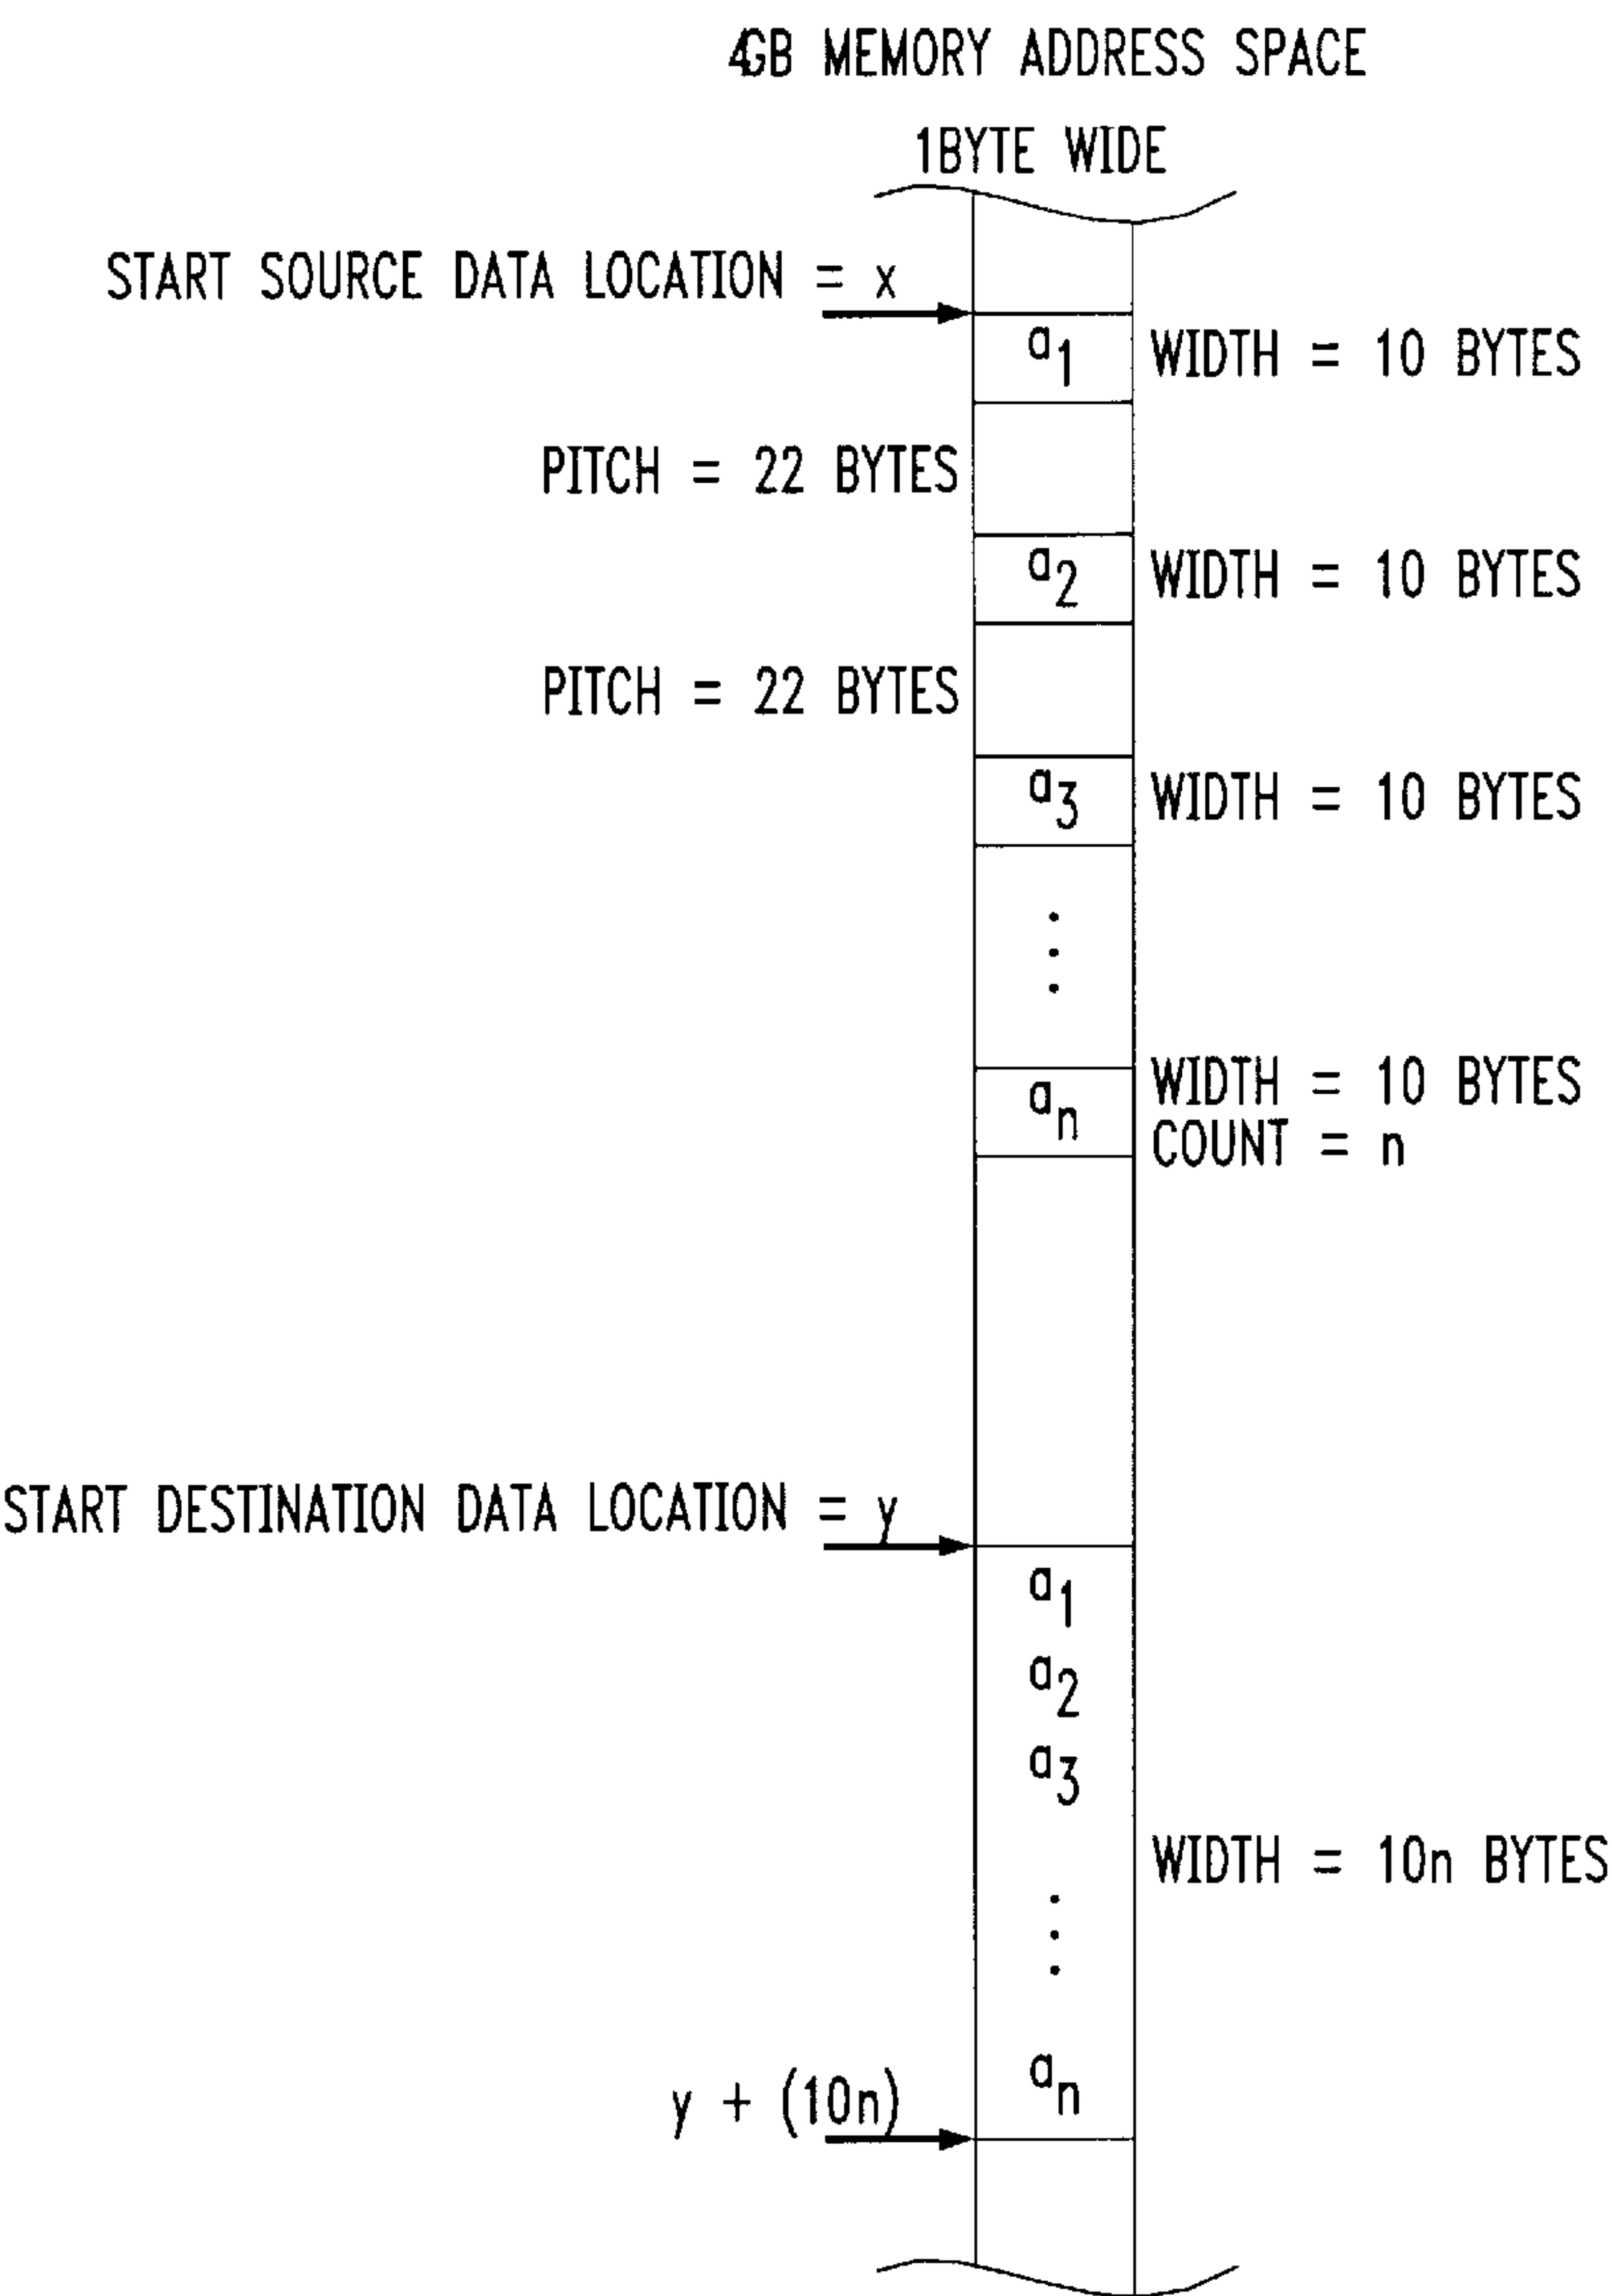 4GB MEMORY ADDRESS SPACE
1BYTE WIDE
START SOURCE DATA LOCATION = x
a1 WIDTH = 10 BYTES
PITCH = 22 BYTES
a2 WIDTH = 10 BYTES
PITCH = 22 BYTES
a3 WIDTH = 10 BYTES
an WIDTH = 10 BYTES
COUNT = n
START DESTINATION DATA LOCATION = y
a1
a2
a3
WIDTH = 10n BYTES
an
y + (10n)